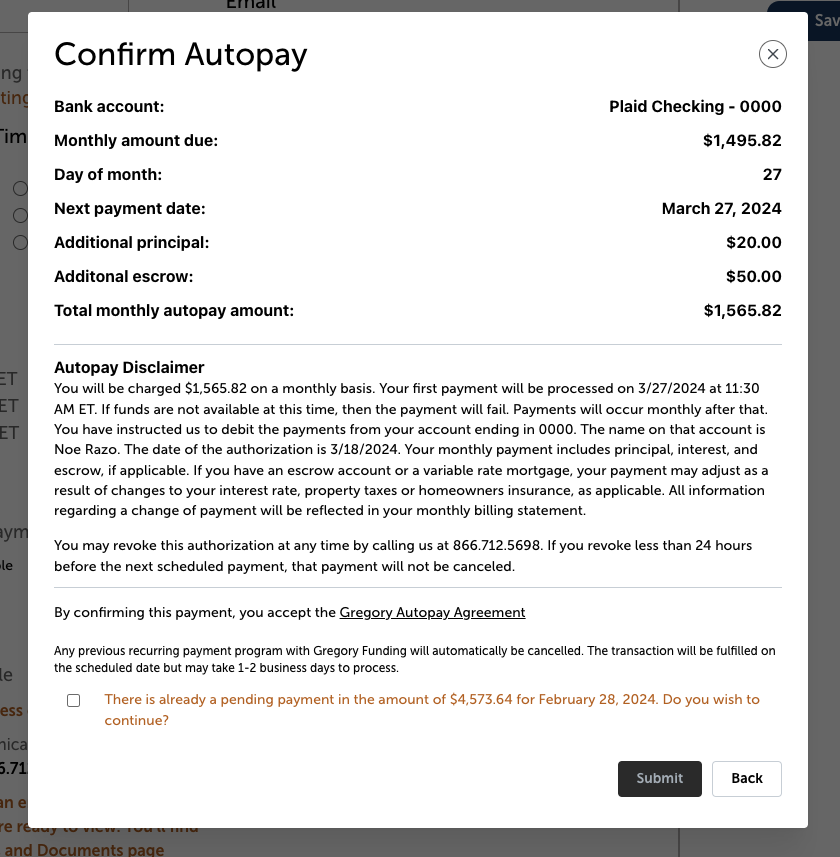 Email
Sav
Confirm Autopay
ng
ting
Tim
Bank account: Plaid Checking - 0000
Monthly amount due: $1,495.82
Day of month: 27
Next payment date: March 27, 2024
Additional principal: $20.00
Additonal escrow: $50.00
Total monthly autopay amount: $1,565.82
Autopay Disclaimer
ET
ET
ET
You will be charged $1,565.82 on a monthly basis. Your first payment will be processed on 3/27/2024 at 11:30
AM ET. If funds are not available at this time, then the payment will fail. Payments will occur monthly after that.
You have instructed us to debit the payments from your account ending in 0000. The name on that account is
Noe Razo. The date of the authorization is 3/18/2024. Your monthly payment includes principal, interest, and
escrow, if applicable. If you have an escrow account or a variable rate mortgage, your payment may adjust as a
result of changes to your interest rate, property taxes or homeowners insurance, as applicable. All information
regarding a change of payment will be reflected in your monthly billing statement.
aym
You may revoke this authorization at any time by calling us at 866.712.5698. If you revoke less than 24 hours
before the next scheduled payment, that payment will not be canceled.
le
By confirming this payment, you accept the Gregory Autopay Agreement
Any previous recurring payment program with Gregory Funding will automatically be cancelled. The transaction will be fulfilled on
the scheduled date but may take 1-2 business days to process.
le
There is already a pending payment in the amount of $4,573.64 for February 28, 2024. Do you wish to
continue?
ess
nica
6.71
an e
Submit Back
re ready to view. You'll find
and Documents page